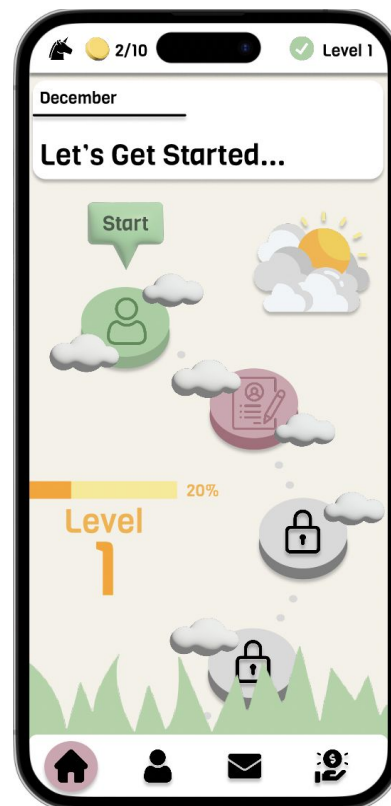 2/10
Level 1
December
Let's Get Started...
Start
20%
Level
1